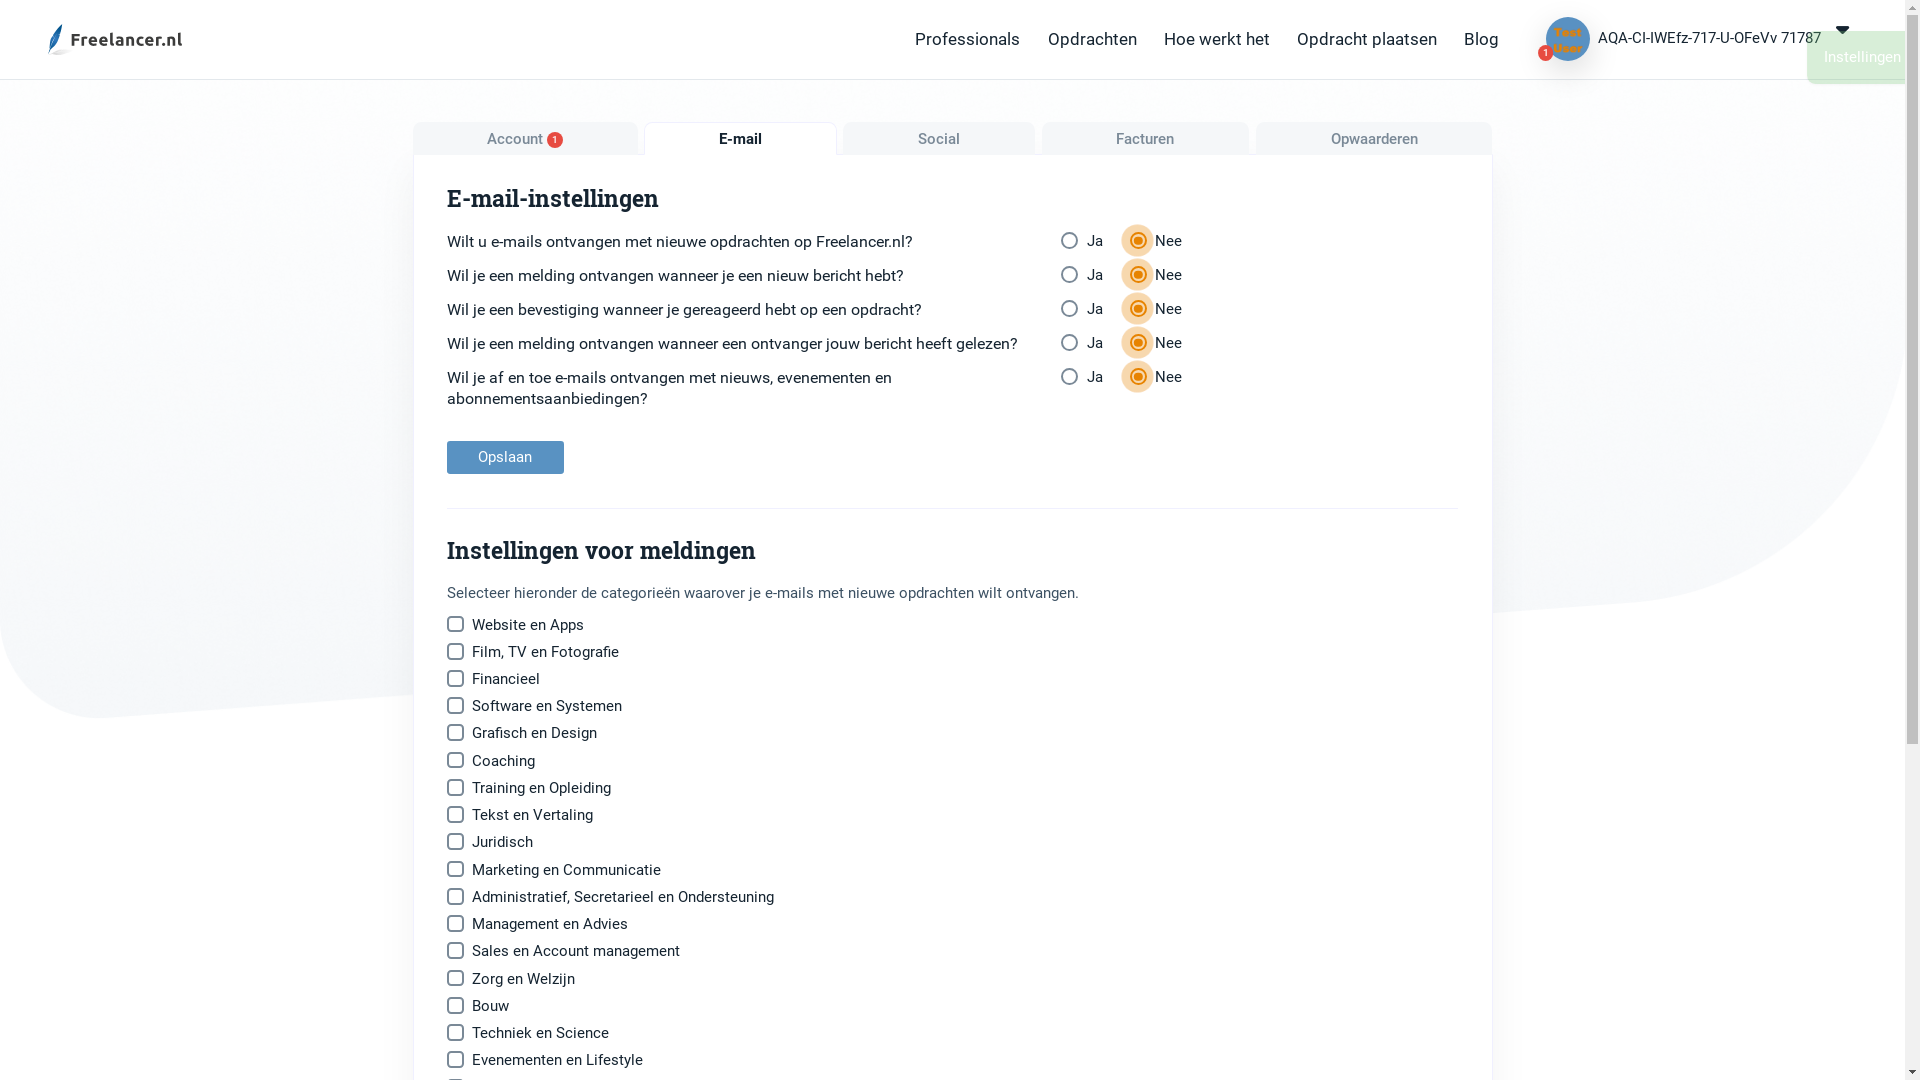 Freelancer.nl
Professionals Opdrachten Hoe werkt het Opdracht plaatsen Blog
Test User
1
AQA-CI-IWEfz-717-U-OFeVv 71787
Instellingen
Account 1 E-mail Social Facturen Opwaarderen
E-mail-instellingen
Wilt u e-mails ontvangen met nieuwe opdrachten op Freelancer.nl? Ja Nee
Wil je een melding ontvangen wanneer je een nieuw bericht hebt? Ja Nee
Wil je een bevestiging wanneer je gereageerd hebt op een opdracht? Ja Nee
Wil je een melding ontvangen wanneer een ontvanger jouw bericht heeft gelezen? Ja Nee
Wil je af en toe e-mails ontvangen met nieuws, evenementen en Ja Nee
abonnementsaanbiedingen?
Opslaan
Instellingen voor meldingen
Selecteer hieronder de categorieën waarover je e-mails met nieuwe opdrachten wilt ontvangen.
Website en Apps
Film, TV en Fotografie
Financieel
Software en Systemen
Grafisch en Design
Coaching
Training en Opleiding
Tekst en Vertaling
Juridisch
Marketing en Communicatie
Administratief, Secretarieel en Ondersteuning
Management en Advies
Sales en Account management
Zorg en Welzijn
Bouw
Techniek en Science
Evenementen en Lifestyle